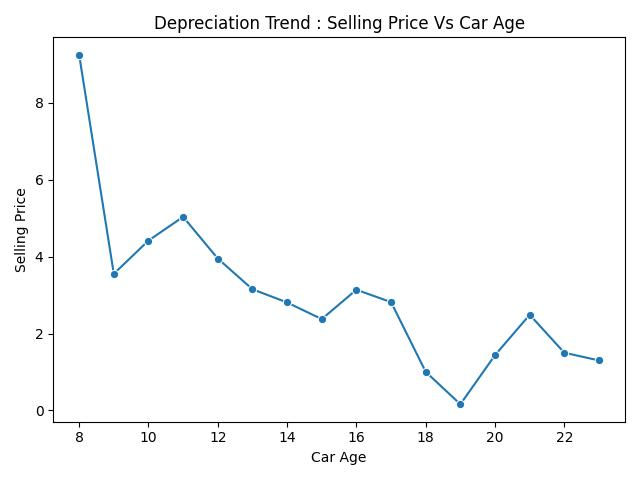 Depreciation Trend : Selling Price Vs Car Age
Selling Price
8
6
4
2
0
8 10 12 14 16 18 20 22
Car Age